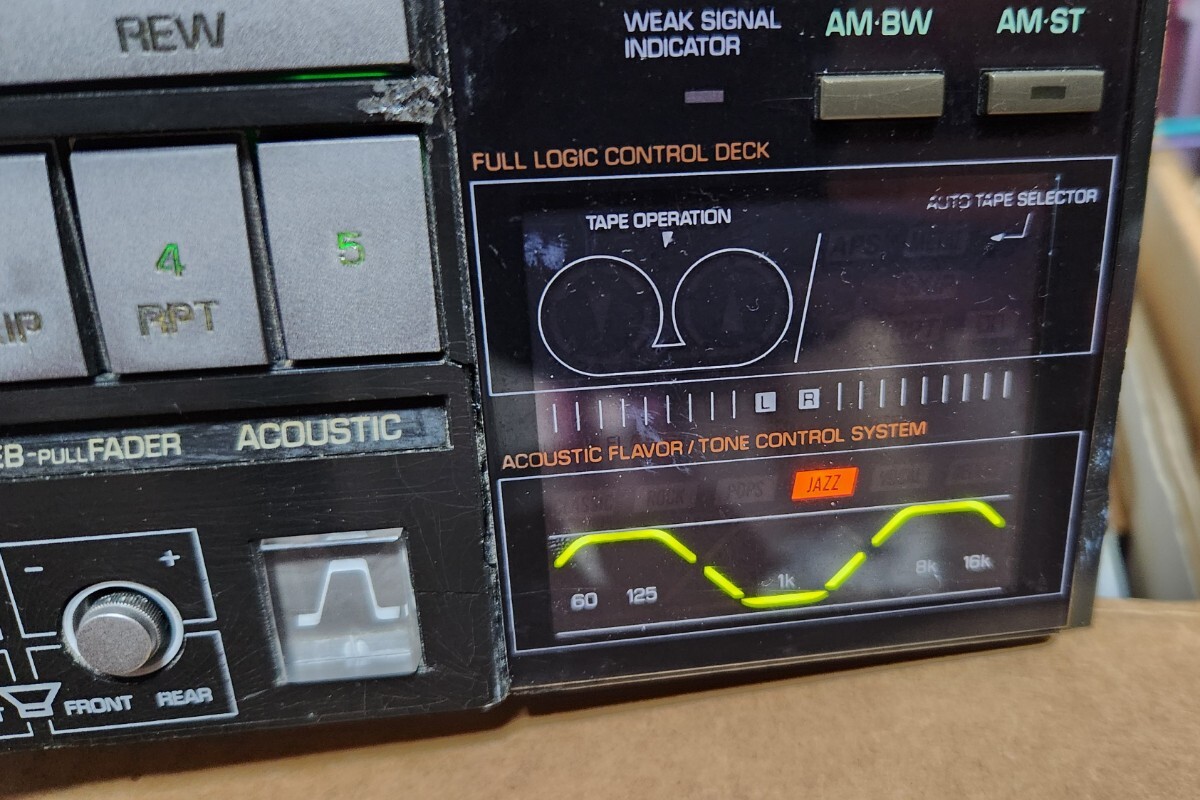 REW
WEAK SIGNAL
INDICATOR
AM·BW
AM·ST
FULL LOGIC CONTROL DECK
TAPE OPERATION
AUTO TAPE SELECTOR
4
RPT
5
L R
PULL FADER
ACOUSTIC
ACOUSTIC FLAVOR / TONE CONTROL SYSTEM
ROCK POPS JAZZ
60 125 1k 8k 16k
- +
FRONT REAR